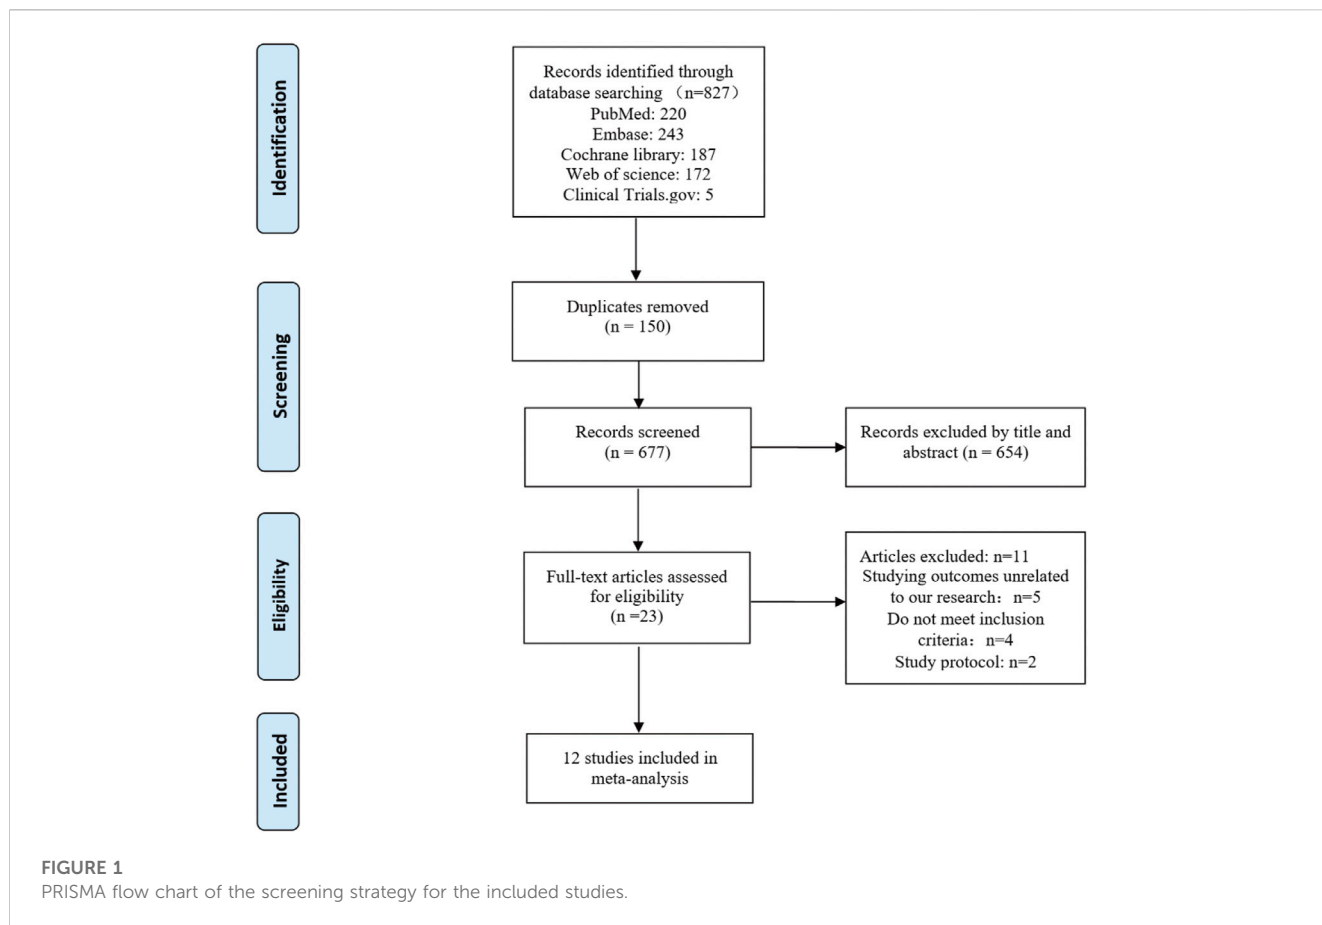 Identification
Records identified through
database searching （n=827）
PubMed: 220
Embase: 243
Cochrane library: 187
Web of science: 172
Clinical Trials.gov: 5
Screening
Duplicates removed
(n = 150)
Records screened
(n = 677)
Records excluded by title and
abstract (n = 654)
Eligibility
Full-text articles assessed
for eligibility
(n =23)
Articles excluded: n=11
Studying outcomes unrelated
to our research：n=5
Do not meet inclusion
criteria：n=4
Study protocol: n=2
Included
12 studies included in
meta-analysis
FIGURE 1
PRISMA flow chart of the screening strategy for the included studies.